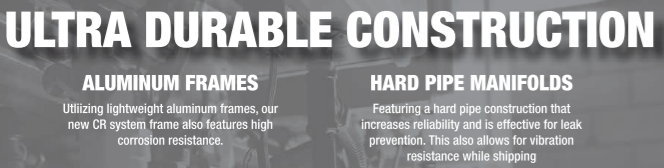 ULTRA DURABLE CONSTRUCTION
ALUMINUM FRAMES
Utliizing lightweight aluminum frames, our
new CR system frame also features high
corrosion resistance.
HARD PIPE MANIFOLDS
Featuring a hard pipe construction that
increases reliability and is effective for leak
prevention. This also allows for vibration
resistance while shipping